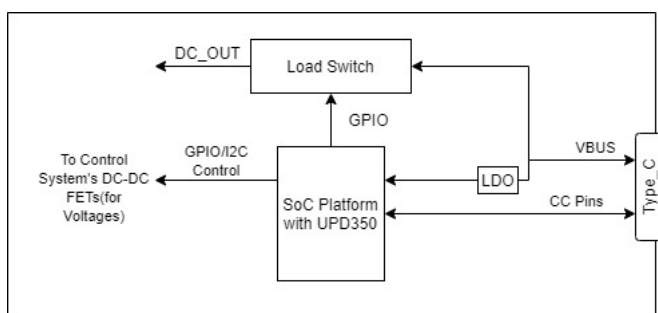 DC_OUT
Load Switch
GPIO
GPIO/I2C
Control
To Control
System's DC-DC
FETs(for
Voltages)
SoC Platform
with UPD350
LDO
VBUS
CC Pins
Type_C